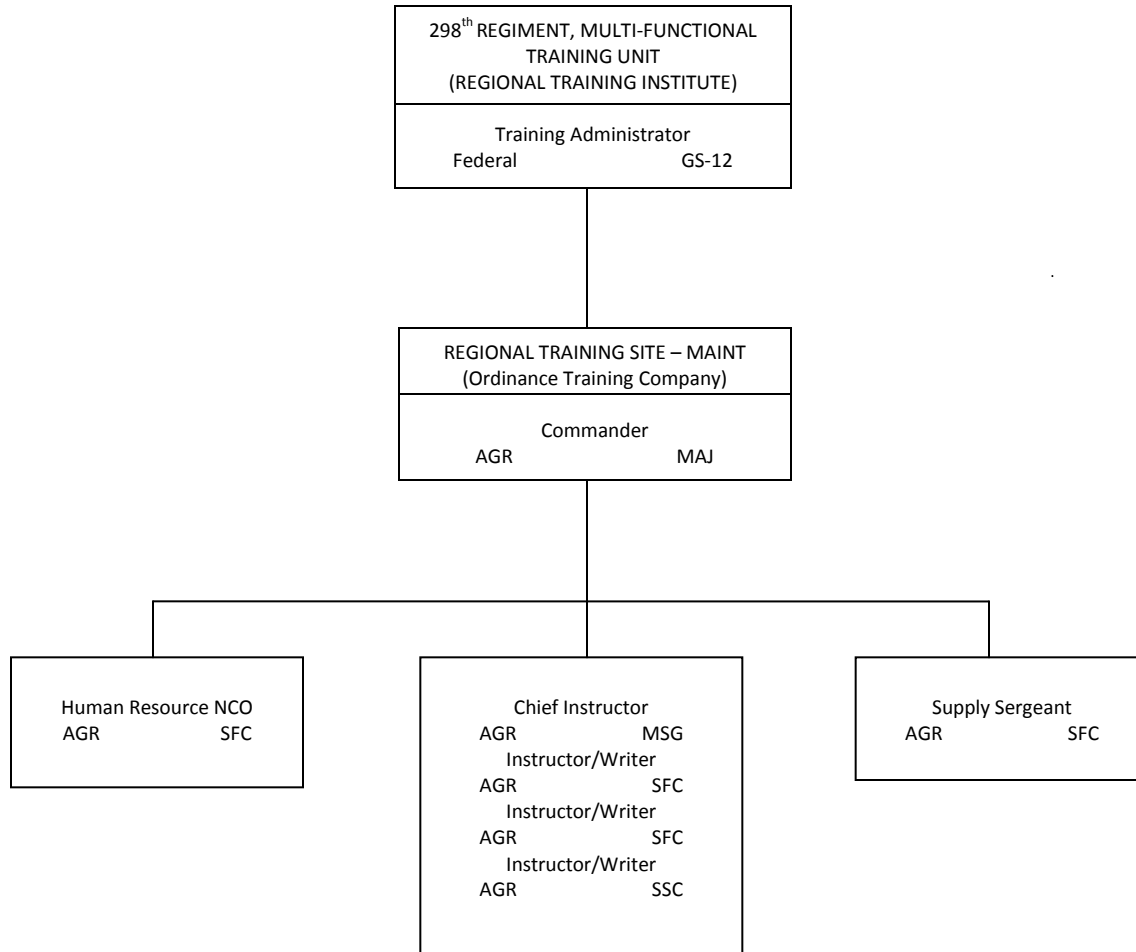 298th REGIMENT, MULTI-FUNCTIONAL
TRAINING UNIT
(REGIONAL TRAINING INSTITUTE)
Training Administrator
Federal GS-12
.
REGIONAL TRAINING SITE – MAINT
(Ordinance Training Company)
Commander
AGR MAJ
Human Resource NCO
AGR SFC
Chief Instructor
AGR MSG
Instructor/Writer
AGR SFC
Instructor/Writer
AGR SFC
Instructor/Writer
AGR SSC
Supply Sergeant
AGR SFC